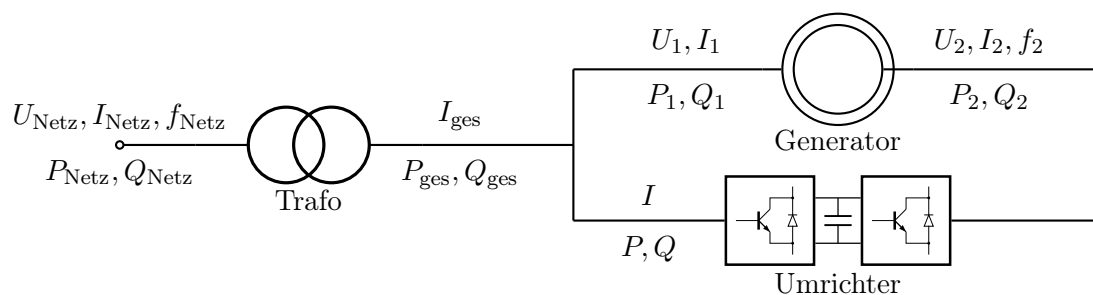 U_Netz, I_Netz, f_Netz
P_Netz, Q_Netz
Trafo
I_ges
P_ges, Q_ges
U_1, I_1
P_1, Q_1
Generator
U_2, I_2, f_2
P_2, Q_2
I
P, Q
Umrichter